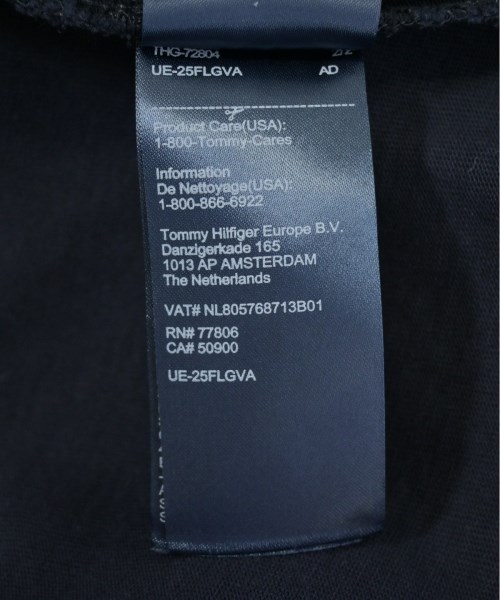 THG-72804
UE-25FLGVA AD
Product Care(USA):
1-800-Tommy-Cares
Information
De Nettoyage(USA):
1-800-866-6922
Tommy Hilfiger Europe B.V.
Danzigerkade 165
1013 AP AMSTERDAM
The Netherlands
VAT# NL805768713B01
RN# 77806
CA# 50900
UE-25FLGVA